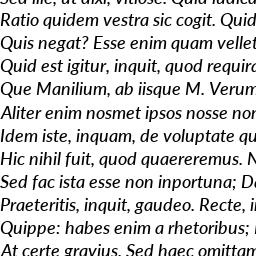 Sed ille, ut dixi, vitiose. Quid iudica
Ratio quidem vestra sic cogit. Quid
Quis negat? Esse enim quam vellet
Quid est igitur, inquit, quod requira
Que Manilium, ab iisque M. Verum
Aliter enim nosmet ipsos nosse nor
Idem iste, inquam, de voluptate qu
Hic nihil fuit, quod quaereremus. N
Sed fac ista esse non inportuna; D
Praeteritis, inquit, gaudeo. Recte, i
Quippe: habes enim a rhetoribus; I
At certe gravius. Sed haec omittam